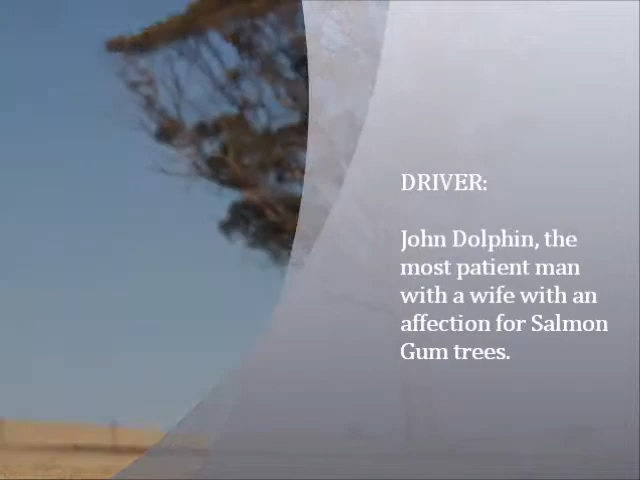 DRIVER:
John Dolphin, the
most patient man
with a wife with an
affection for Salmon
Gum trees.